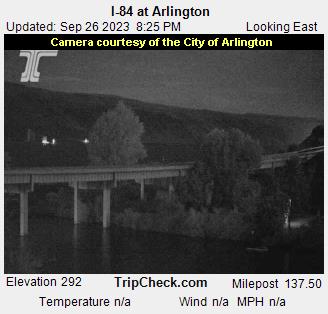 I-84 at Arlington
Updated: Sep 26 2023 8:25 PM Looking East
Camera courtesy of the City of Arlington
Elevation 292 TripCheck.com Milepost 137.50
Temperature n/a Wind n/a MPH n/a